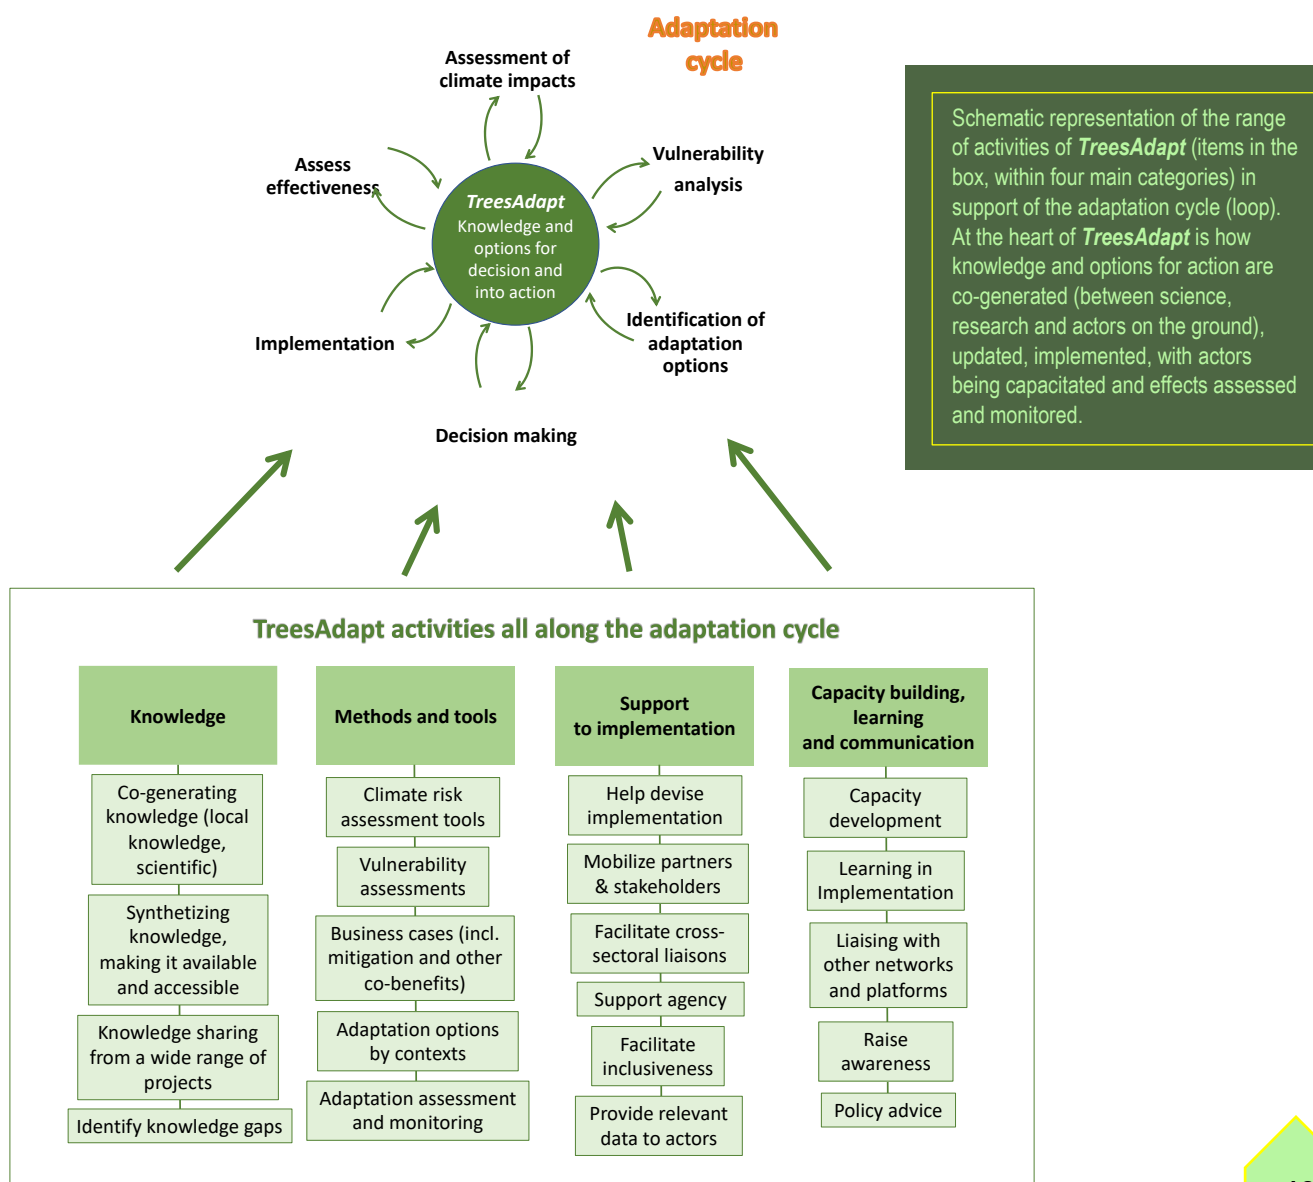 Adaptation
cycle
Assessment of
climate impacts
Vulnerability
analysis
Identification of
adaptation
options
Decision making
Implementation
Assess
effectiveness
TreesAdapt
Knowledge and
options for
decision and
into action
Schematic representation of the range
of activities of TreesAdapt (items in the
box, within four main categories) in
support of the adaptation cycle (loop).
At the heart of TreesAdapt is how
knowledge and options for action are
co-generated (between science,
research and actors on the ground),
updated, implemented, with actors
being capacitated and effects assessed
and monitored.
TreesAdapt activities all along the adaptation cycle
Knowledge
Co-generating
knowledge (local
knowledge,
scientific)
Synthetizing
knowledge,
making it available
and accessible
Knowledge sharing
from a wide range of
projects
Identify knowledge gaps
Methods and tools
Climate risk
assessment tools
Vulnerability
assessments
Business cases (incl.
mitigation and other
co-benefits)
Adaptation options
by contexts
Adaptation assessment
and monitoring
Support
to implementation
Help devise
implementation
Mobilize partners
& stakeholders
Facilitate cross-
sectoral liaisons
Support agency
Facilitate
inclusiveness
Provide relevant
data to actors
Capacity building,
learning
and communication
Capacity
development
Learning in
Implementation
Liaising with
other networks
and platforms
Raise
awareness
Policy advice